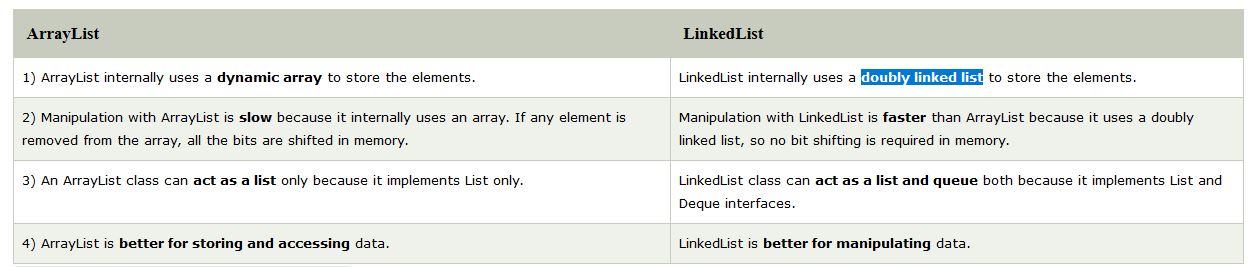 ArrayList
LinkedList
1) ArrayList internally uses a dynamic array to store the elements.
LinkedList internally uses a doubly linked list to store the elements.
2) Manipulation with ArrayList is slow because it internally uses an array. If any element is
removed from the array, all the bits are shifted in memory.
Manipulation with LinkedList is faster than ArrayList because it uses a doubly
linked list, so no bit shifting is required in memory.
3) An ArrayList class can act as a list only because it implements List only.
LinkedList class can act as a list and queue both because it implements List and
Deque interfaces.
4) ArrayList is better for storing and accessing data.
LinkedList is better for manipulating data.